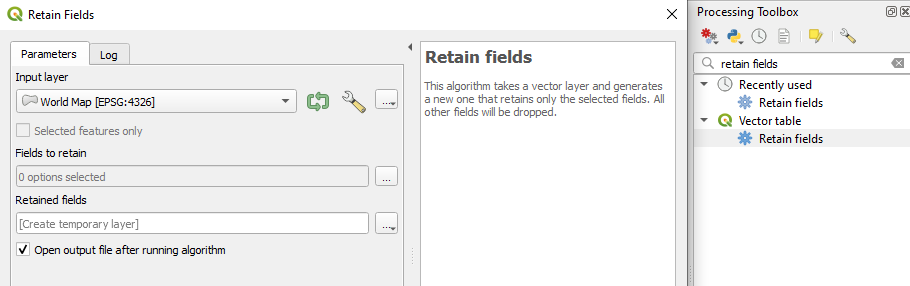 Retain Fields
Parameters
Log
Input layer
World Map [EPSG:4326]
...
Selected features only
Fields to retain
0 options selected
...
Retained fields
[Create temporary layer]
...
Open output file after running algorithm
Retain fields
This algorithm takes a vector layer and generates
a new one that retains only the selected fields. All
other fields will be dropped.
Processing Toolbox
retain fields
Recently used
Retain fields
Vector table
Retain fields